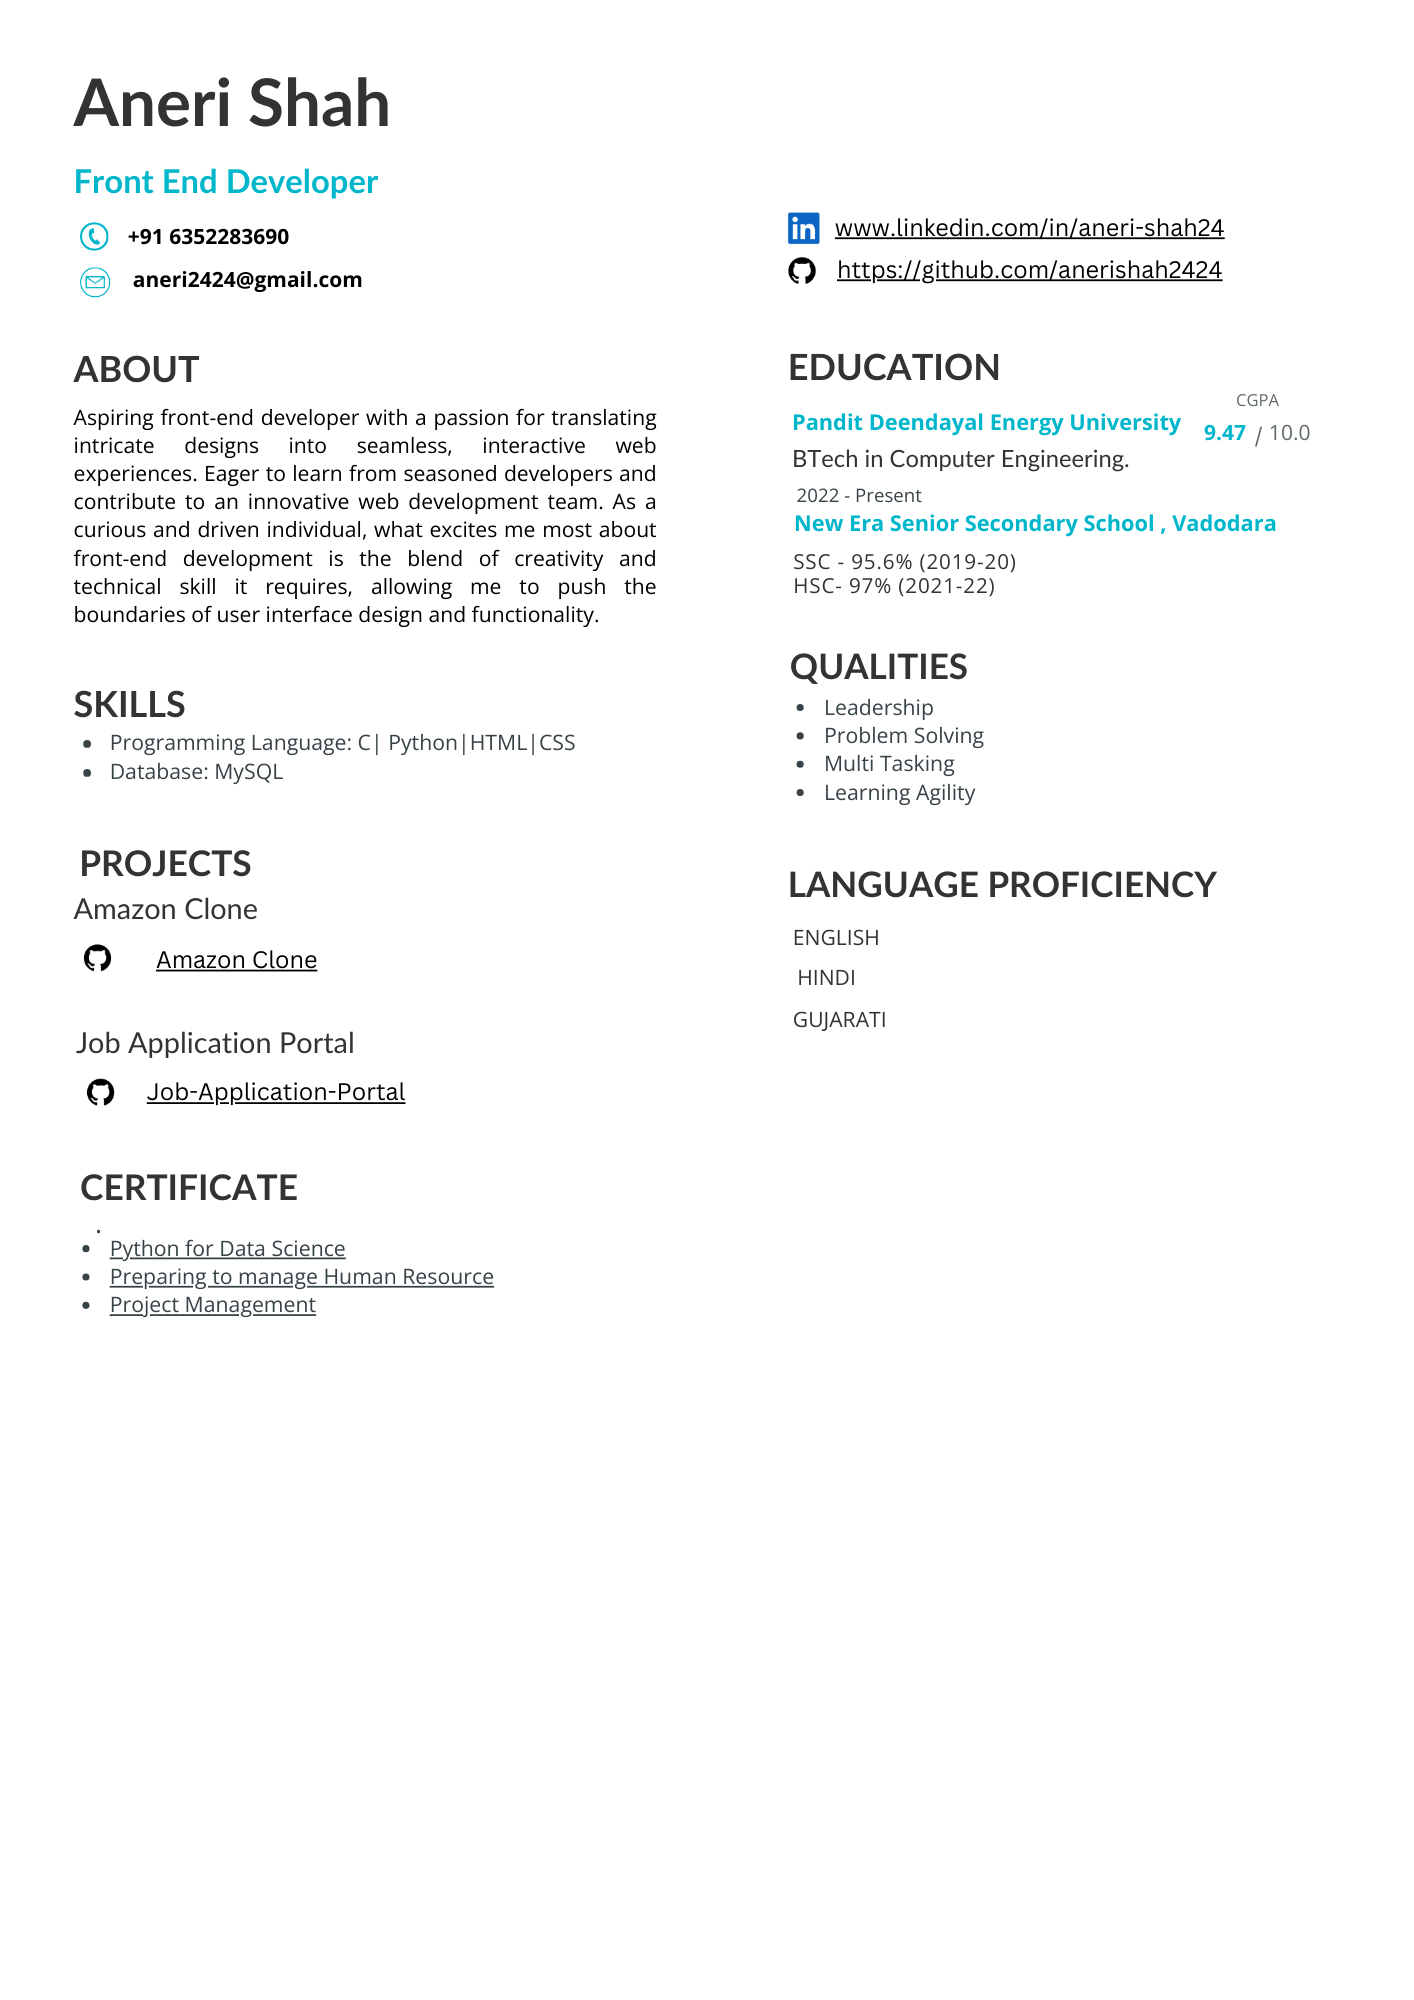 Aneri Shah
Front End Developer
+91 6352283690
aneri2424@gmail.com
www.linkedin.com/in/aneri-shah24
https://github.com/anerishah2424
ABOUT
Aspiring front-end developer with a passion for translating
intricate designs into seamless, interactive web
experiences. Eager to learn from seasoned developers and
contribute to an innovative web development team. As a
curious and driven individual, what excites me most about
front-end development is the blend of creativity and
technical skill it requires, allowing me to push the
boundaries of user interface design and functionality.
SKILLS
• Programming Language: C| Python|HTML|CSS
• Database: MySQL
PROJECTS
Amazon Clone
Amazon Clone
Job Application Portal
Job-Application-Portal
CERTIFICATE
.
• Python for Data Science
• Preparing to manage Human Resource
• Project Management
EDUCATION
CGPA
Pandit Deendayal Energy University 9.47 / 10.0
BTech in Computer Engineering.
2022 - Present
New Era Senior Secondary School , Vadodara
SSC - 95.6% (2019-20)
HSC- 97% (2021-22)
QUALITIES
• Leadership
• Problem Solving
• Multi Tasking
• Learning Agility
LANGUAGE PROFICIENCY
ENGLISH
HINDI
GUJARATI